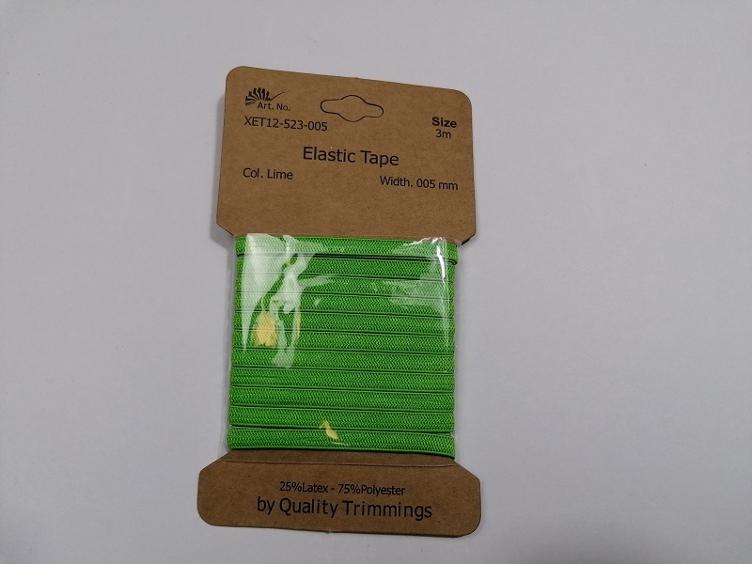 Art. No.
XET12-523-005
Size
3m
Elastic Tape
Col. Lime
Width. 005 mm
25%Latex - 75%Polyester
by Quality Trimmings